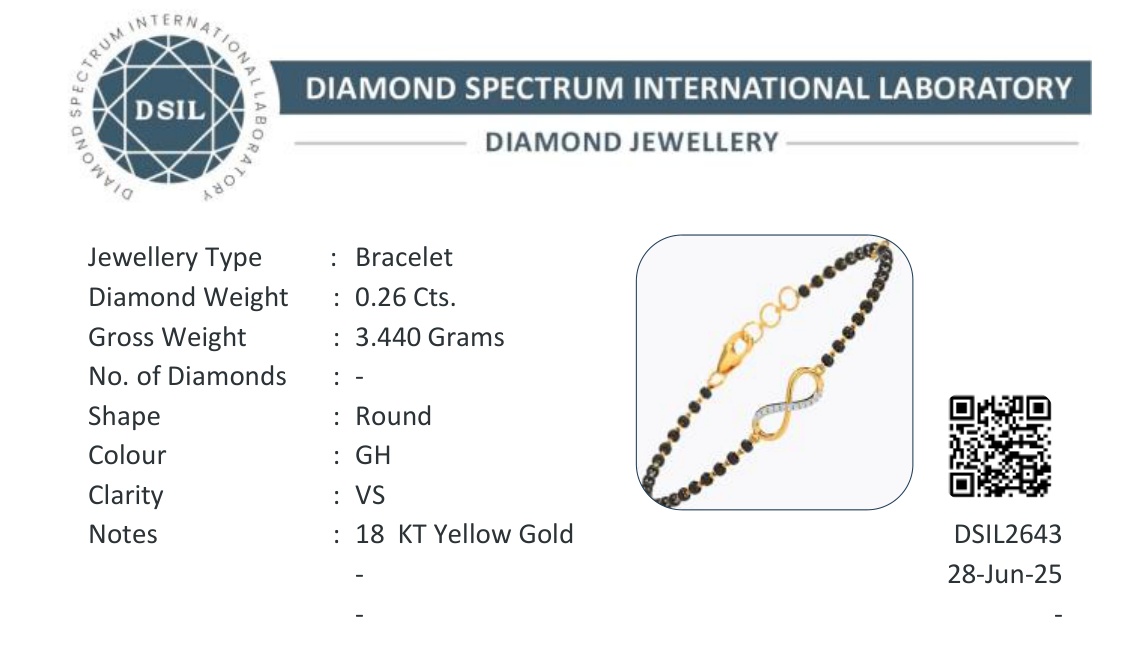 DIAMOND SPECTRUM INTERNATIONAL LABORATORY
DSIL
DIAMOND SPECTRUM INTERNATIONAL LABORATORY
DIAMOND JEWELLERY
Jewellery Type : Bracelet
Diamond Weight : 0.26 Cts.
Gross Weight : 3.440 Grams
No. of Diamonds : -
Shape : Round
Colour : GH
Clarity : VS
Notes : 18 KT Yellow Gold
-
-
DSIL2643
28-Jun-25
-